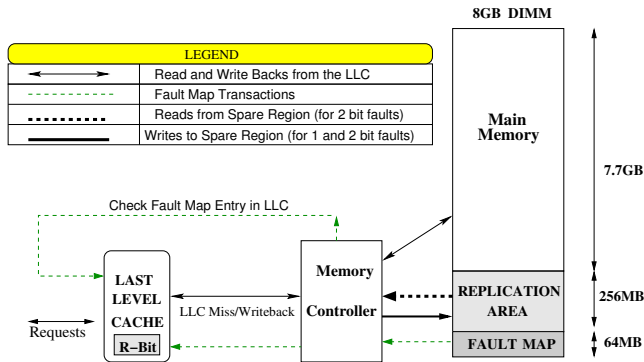 8GB DIMM
LEGEND
Read and Write Backs from the LLC
Fault Map Transactions
Reads from Spare Region (for 2 bit faults)
Writes to Spare Region (for 1 and 2 bit faults)
Main
Memory
7.7GB
Check Fault Map Entry in LLC
LAST
LEVEL
CACHE
R-Bit
Requests
LLC Miss/Writeback
Memory
Controller
REPLICATION
AREA
256MB
FAULT MAP
64MB